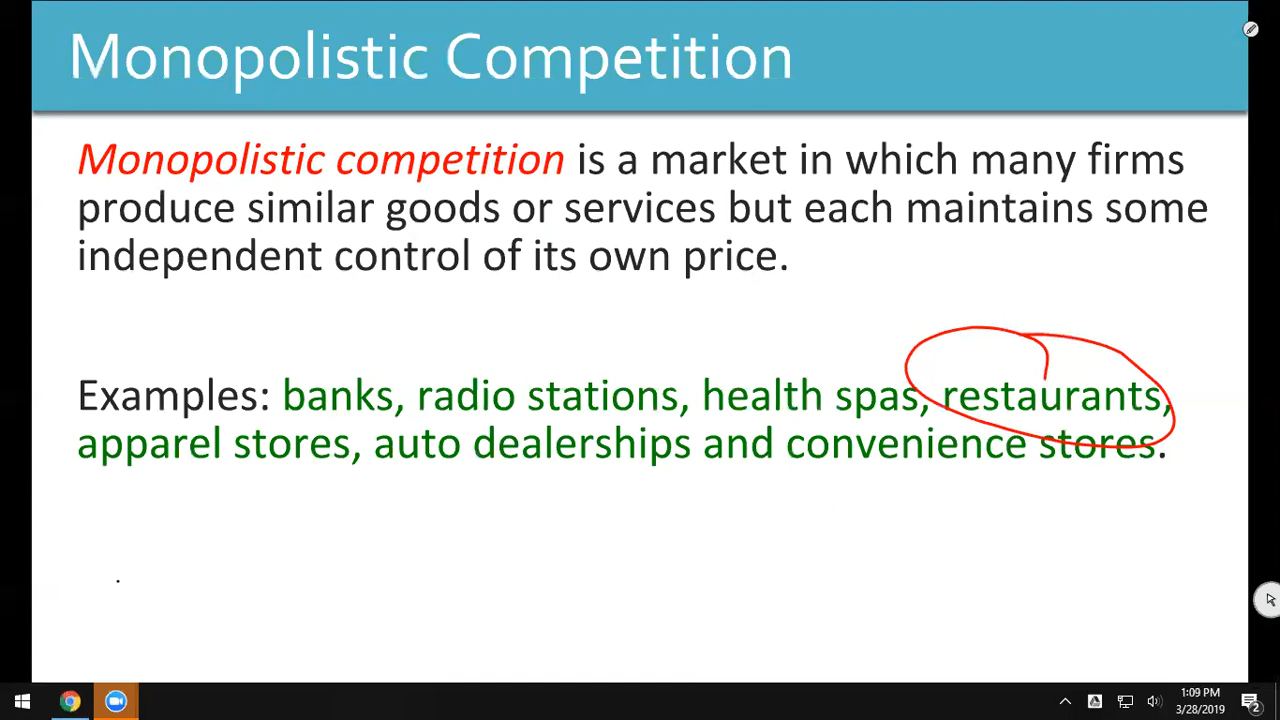 Monopolistic Competition
Monopolistic competition is a market in which many firms
produce similar goods or services but each maintains some
independent control of its own price.
Examples: banks, radio stations, health spas, restaurants,
apparel stores, auto dealerships and convenience stores.
1:09 PM
3/28/2019
2